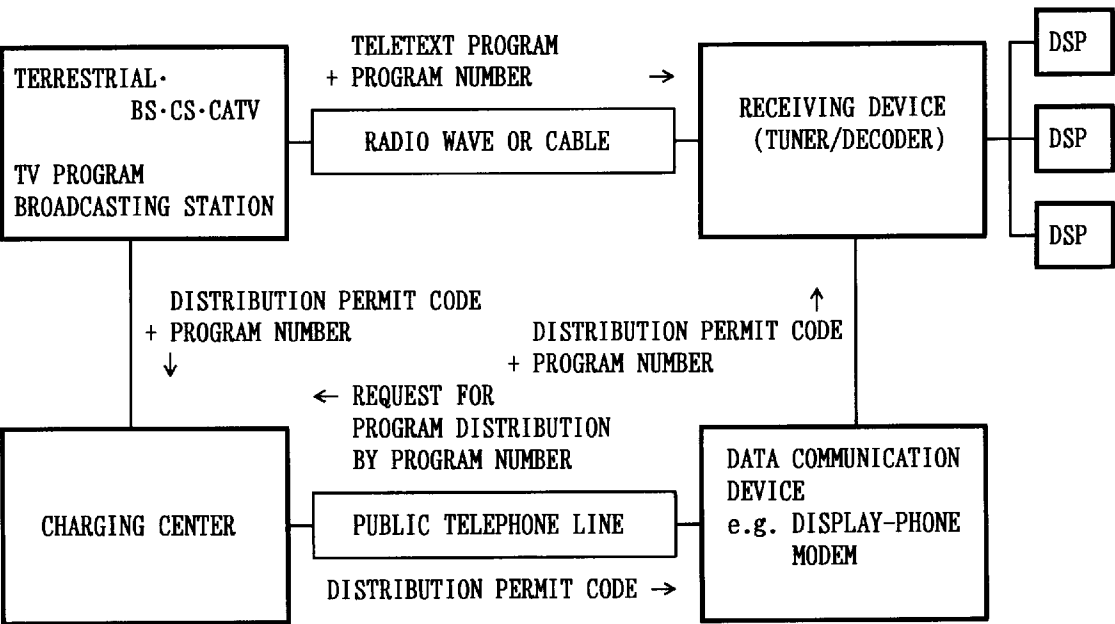 TERRESTRIAL·
BS·CS·CATV
TV PROGRAM
BROADCASTING STATION
TELETEXT PROGRAM
+ PROGRAM NUMBER →
RADIO WAVE OR CABLE
RECEIVING DEVICE
(TUNER/DECODER)
DSP
DSP
DSP
DISTRIBUTION PERMIT CODE
+ PROGRAM NUMBER
↓
↑
DISTRIBUTION PERMIT CODE
+ PROGRAM NUMBER
← REQUEST FOR
PROGRAM DISTRIBUTION
BY PROGRAM NUMBER
CHARGING CENTER
PUBLIC TELEPHONE LINE
DISTRIBUTION PERMIT CODE →
DATA COMMUNICATION
DEVICE
e.g. DISPLAY-PHONE
MODEM